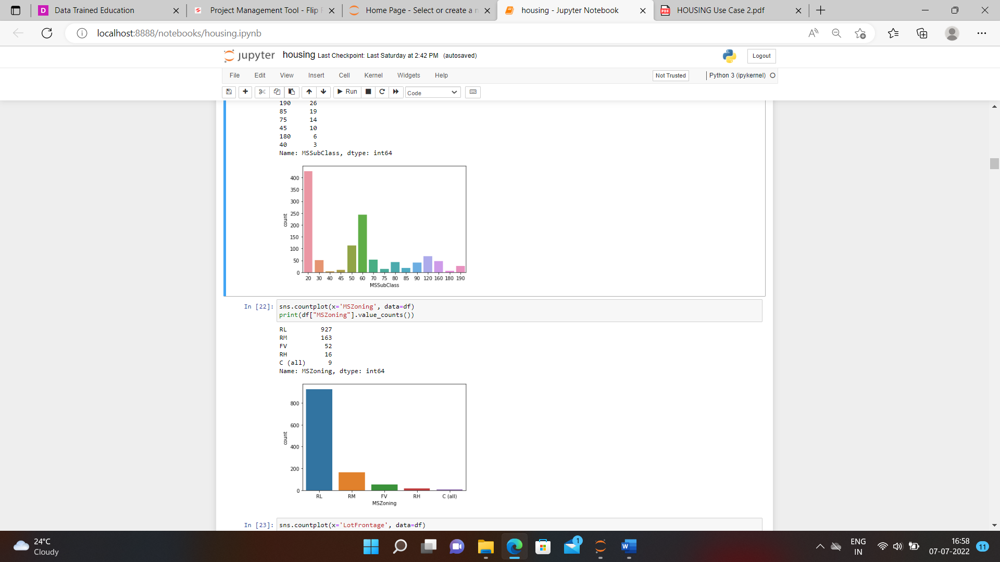 Data Trained Education
Project Management Tool - Flip
Home Page - Select or create a n
housing - Jupyter Notebook
HOUSING Use Case 2.pdf
localhost:8888/notebooks/housing.ipynb
jupyter housing Last Checkpoint: Last Saturday at 2:42 PM (autosaved)
Logout
File Edit View Insert Cell Kernel Widgets Help
Not Trusted
Python 3 (ipykernel)
Run
Code
190 26
85 19
75 14
45 10
180 6
40 3
Name: MSSubClass, dtype: int64
400
350
300
250
200
150
100
50
0
count
20 30 40 45 50 60 70 75 80 85 90 120 160 180 190
MSSubClass
In [22]: sns.countplot(x='MSZoning', data=df)
print(df["MSZoning"].value_counts())
RL 927
RM 163
FV 52
RH 16
C (all) 9
Name: MSZoning, dtype: int64
800
600
400
200
0
count
RL RM FV RH C (all)
MSZoning
In [23]: sns.countplot(x='LotFrontage', data=df)
24°C
Cloudy
1
ENG
IN
16:58
07-07-2022
11